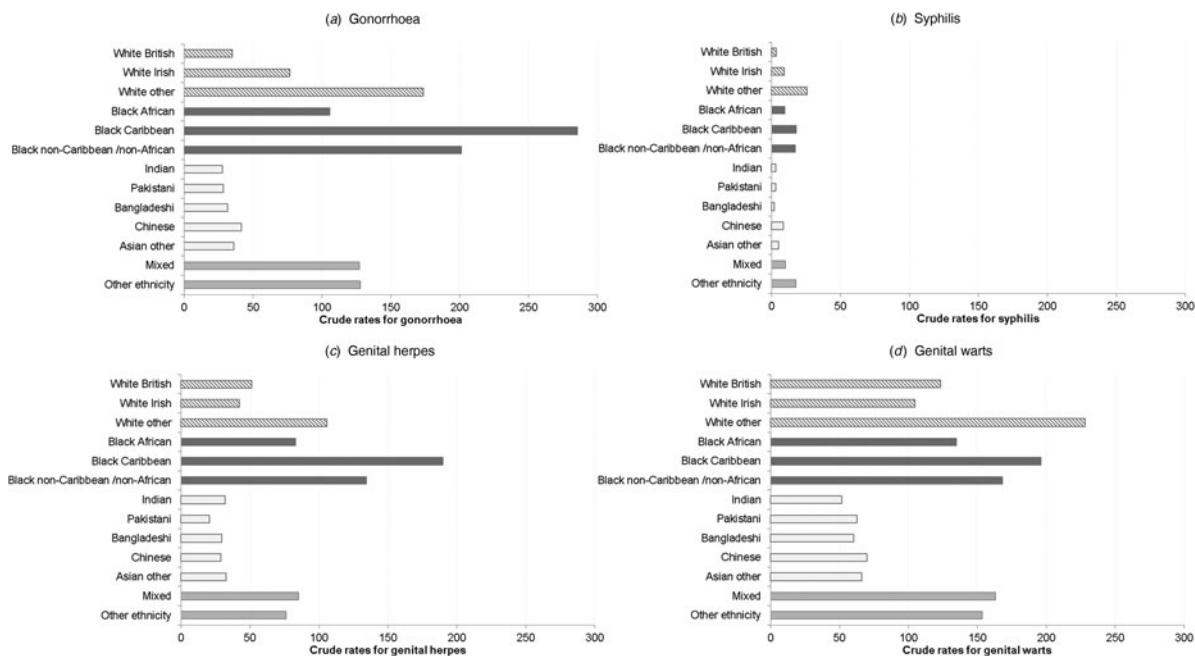 (a) Gonorrhoea
White British
White Irish
White other
Black African
Black Caribbean
Black non-Caribbean /non-African
Indian
Pakistani
Bangladeshi
Chinese
Asian other
Mixed
Other ethnicity
0 50 100 150 200 250 300
Crude rates for gonorrhoea
(b) Syphilis
White British
White Irish
White other
Black African
Black Caribbean
Black non-Caribbean /non-African
Indian
Pakistani
Bangladeshi
Chinese
Asian other
Mixed
Other ethnicity
0 50 100 150 200 250 300
Crude rates for syphilis
(c) Genital herpes
White British
White Irish
White other
Black African
Black Caribbean
Black non-Caribbean /non-African
Indian
Pakistani
Bangladeshi
Chinese
Asian other
Mixed
Other ethnicity
0 50 100 150 200 250 300
Crude rates for genital herpes
(d) Genital warts
White British
White Irish
White other
Black African
Black Caribbean
Black non-Caribbean /non-African
Indian
Pakistani
Bangladeshi
Chinese
Asian other
Mixed
Other ethnicity
0 50 100 150 200 250 300
Crude rates for genital warts